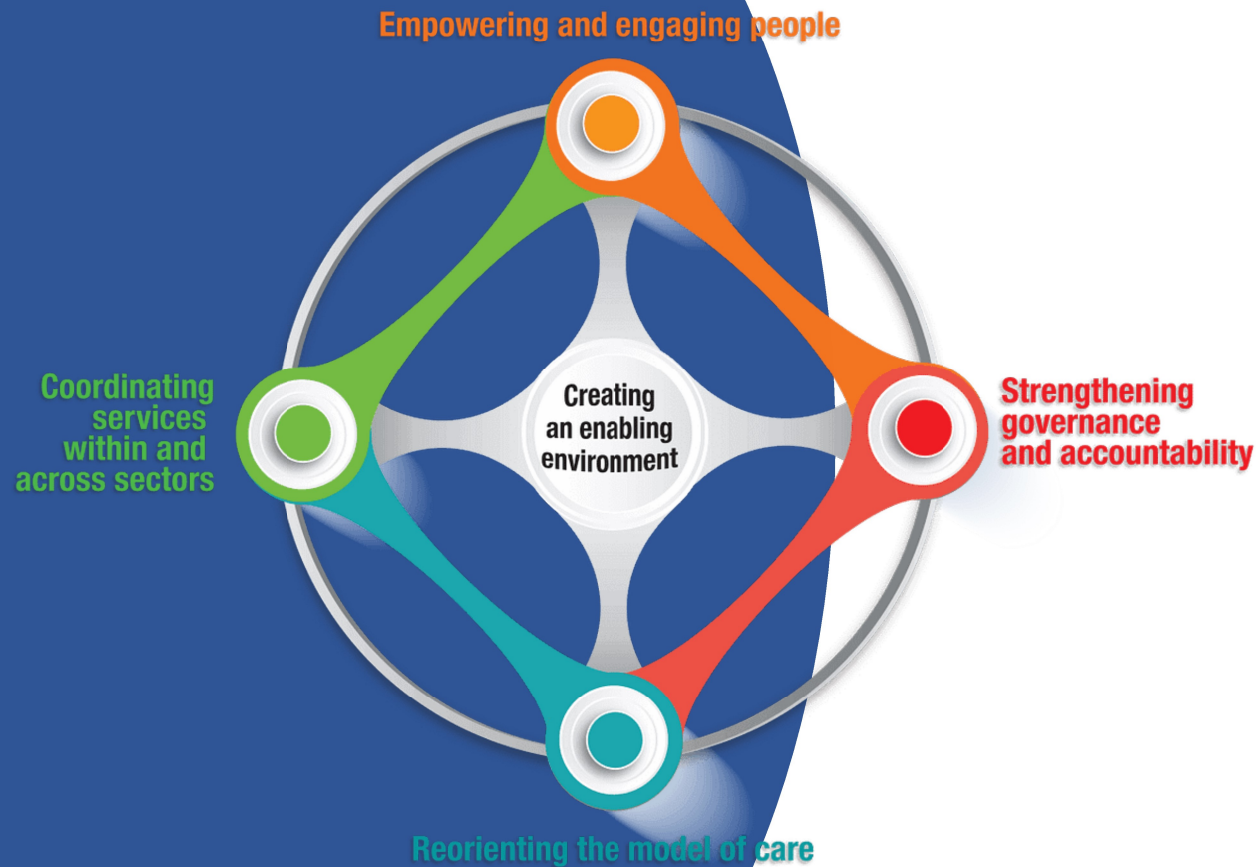 Empowering and engaging people
Coordinating
services
within and
across sectors
Creating
an enabling
environment
Strengthening
governance
and accountability
Reorienting the model of care